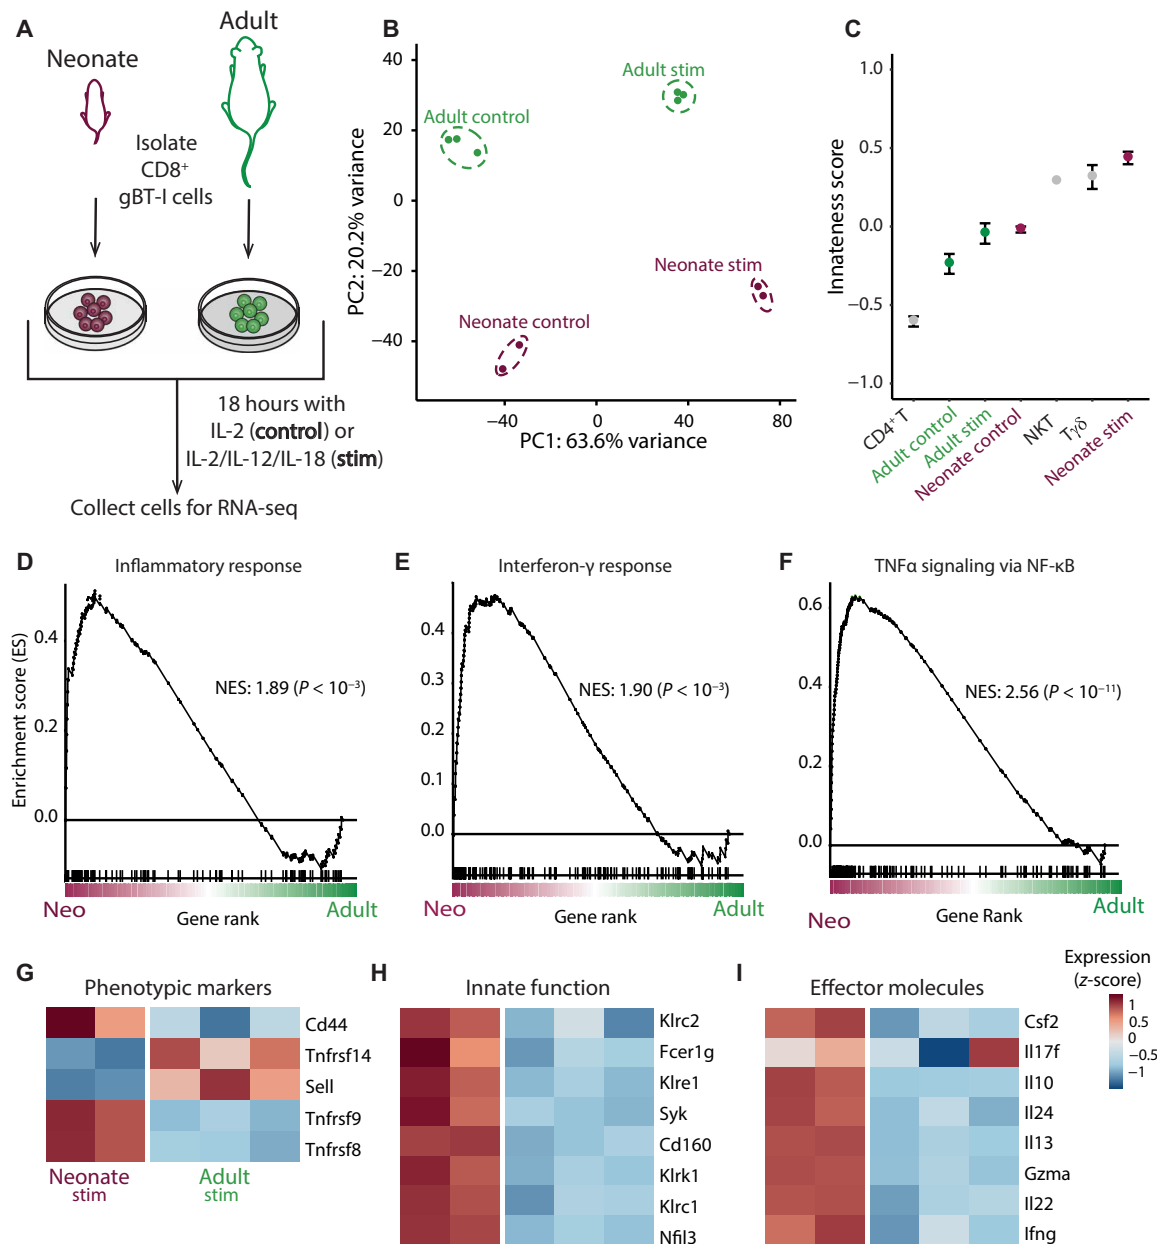 A
Neonate
Adult
Isolate
CD8⁺
gBT-I cells
18 hours with
IL-2 (control) or
IL-2/IL-12/IL-18 (stim)
Collect cells for RNA-seq
B
40
20
0
−20
−40
PC2: 20.2% variance
Adult stim
Adult control
Neonate stim
Neonate control
−40
0
40
80
PC1: 63.6% variance
C
1.0
0.5
0.0
−0.5
−1.0
Innateness score
CD4⁺ T
Adult control
Adult stim
Neonate control
NKT
Tγδ
Neonate stim
D
Inflammatory response
Enrichment score (ES)
0.4
0.2
0.0
NES: 1.89 (P < 10⁻³)
Neo
Gene rank
Adult
E
Interferon-γ response
0.4
0.3
0.2
0.1
0.0
NES: 1.90 (P < 10⁻³)
Neo
Gene rank
Adult
F
TNFα signaling via NF-κB
0.6
0.4
0.2
0.0
NES: 2.56 (P < 10⁻¹¹)
Neo
Gene Rank
Adult
G
Phenotypic markers
Cd44
Tnfrsf14
Sell
Tnfrsf9
Tnfrsf8
Neonate
stim
Adult
stim
H
Innate function
Klrc2
Fcer1g
Klre1
Syk
Cd160
Klrk1
Klrc1
Nfil3
I
Effector molecules
Csf2
Il17f
Il10
Il24
Il13
Gzma
Il22
Ifng
Expression
(z-score)
1
0.5
−0.5
−1